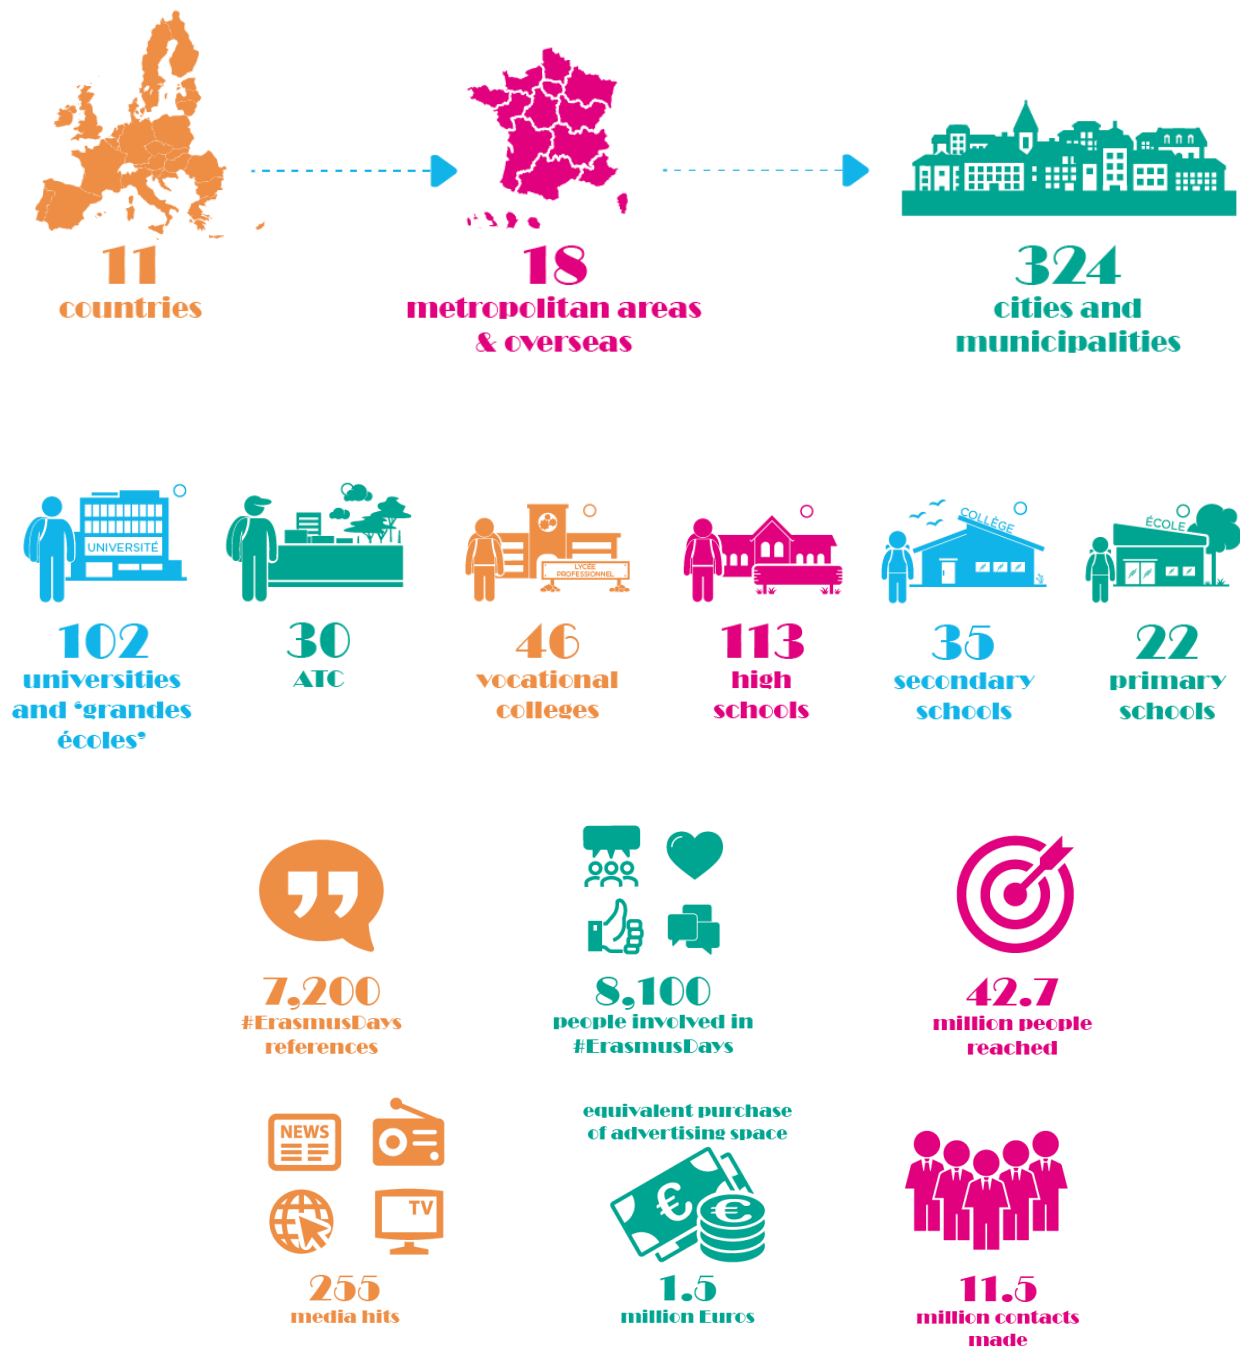 11
countries
18
metropolitan areas
& overseas
324
cities and
municipalities
UNIVERSITÉ
102
universities
and ‘grandes
écoles’
30
ATC
LYCÉE
PROFESSIONNEL
46
vocational
colleges
113
high
schools
COLLÈGE
35
secondary
schools
ÉCOLE
22
primary
schools
7,200
#ErasmusDays
references
8,100
people involved in
#ErasmusDays
42.7
million people
reached
NEWS
TV
255
media hits
equivalent purchase
of advertising space
€
€
1.5
million Euros
11.5
million contacts
made